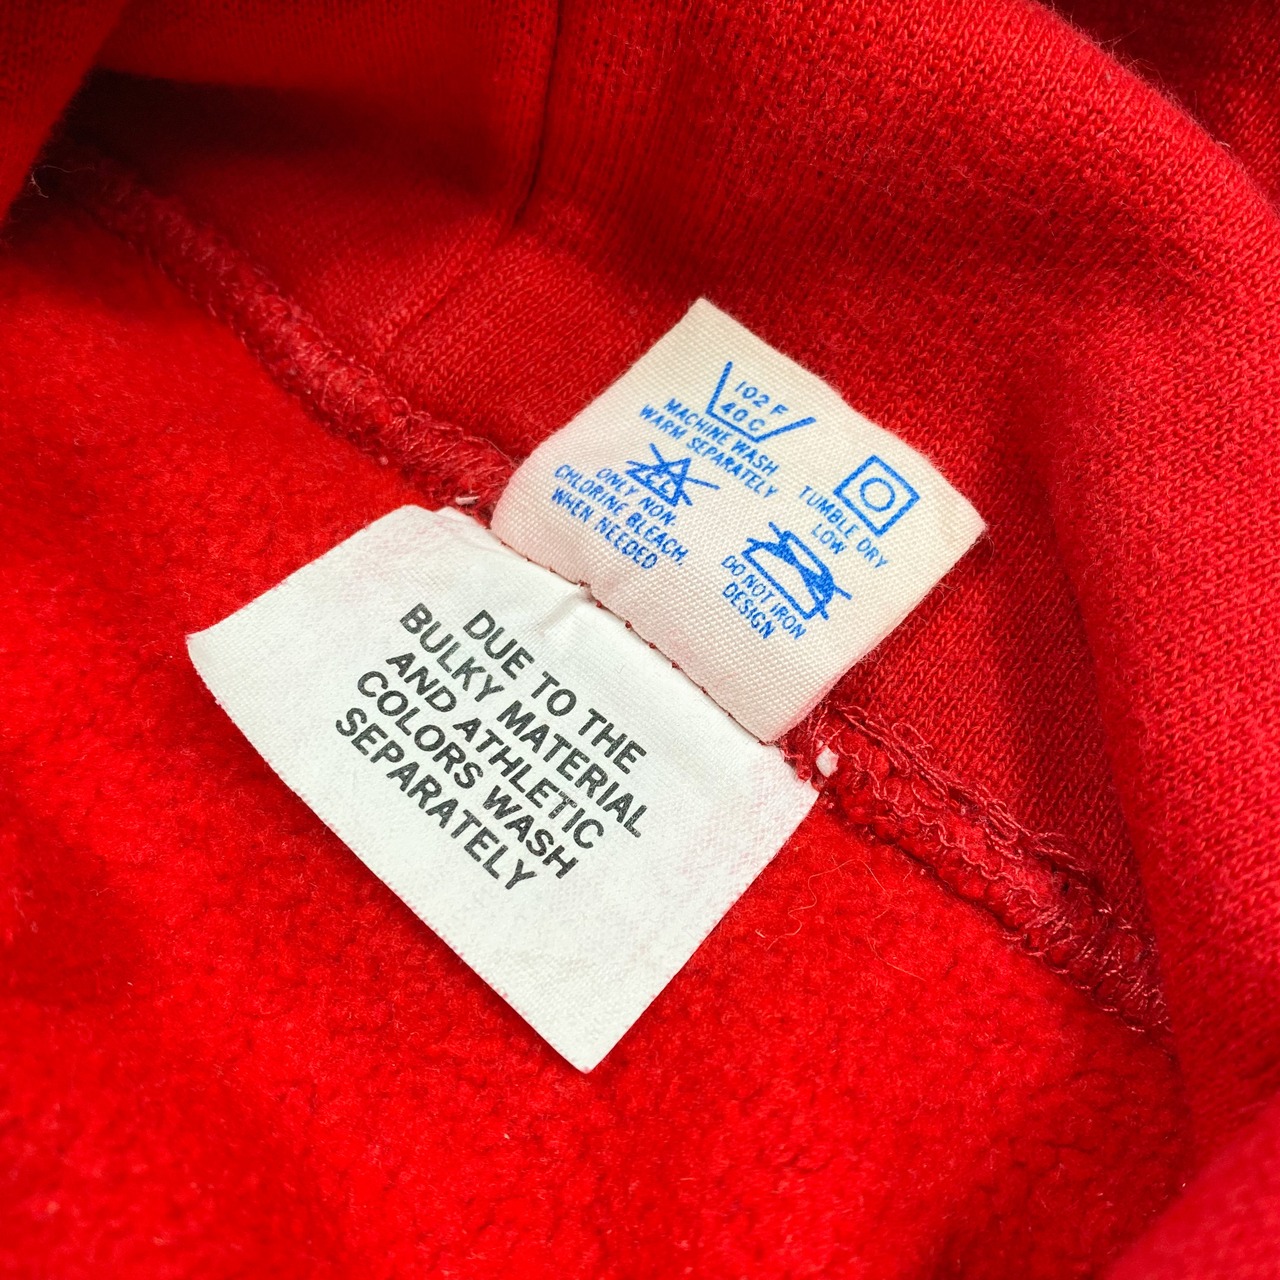 102 F
40 C
MACHINE WASH
WARM SEPARATELY
ONLY NON-
CHLORINE BLEACH
WHEN NEEDED
TUMBLE DRY
LOW
DO NOT IRON
DESIGN
DUE TO THE
BULKY MATERIAL
AND ATHLETIC
COLORS WASH
SEPARATELY